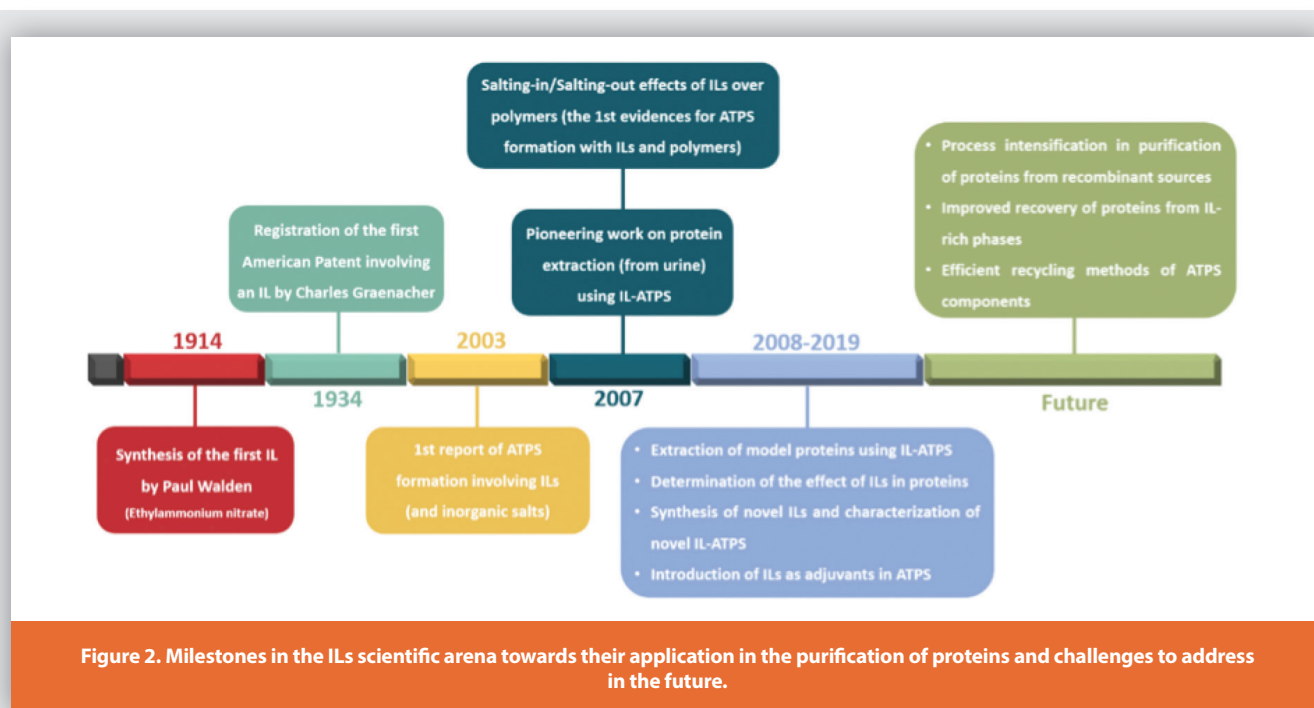 Salting-in/Salting-out effects of ILs over
polymers (the 1st evidences for ATPS
formation with ILs and polymers)
• Process intensification in purification
of proteins from recombinant sources
• Improved recovery of proteins from IL-
rich phases
• Efficient recycling methods of ATPS
components
Registration of the first
American Patent involving
an IL by Charles Graenacher
Pioneering work on protein
extraction (from urine)
using IL-ATPS
1914
2003
2008-2019
1934
2007
Future
Synthesis of the first IL
by Paul Walden
(Ethylammonium nitrate)
1st report of ATPS
formation involving ILs
(and inorganic salts)
• Extraction of model proteins using IL-ATPS
• Determination of the effect of ILs in proteins
• Synthesis of novel ILs and characterization of
novel IL-ATPS
• Introduction of ILs as adjuvants in ATPS
Figure 2. Milestones in the ILs scientific arena towards their application in the purification of proteins and challenges to address
in the future.